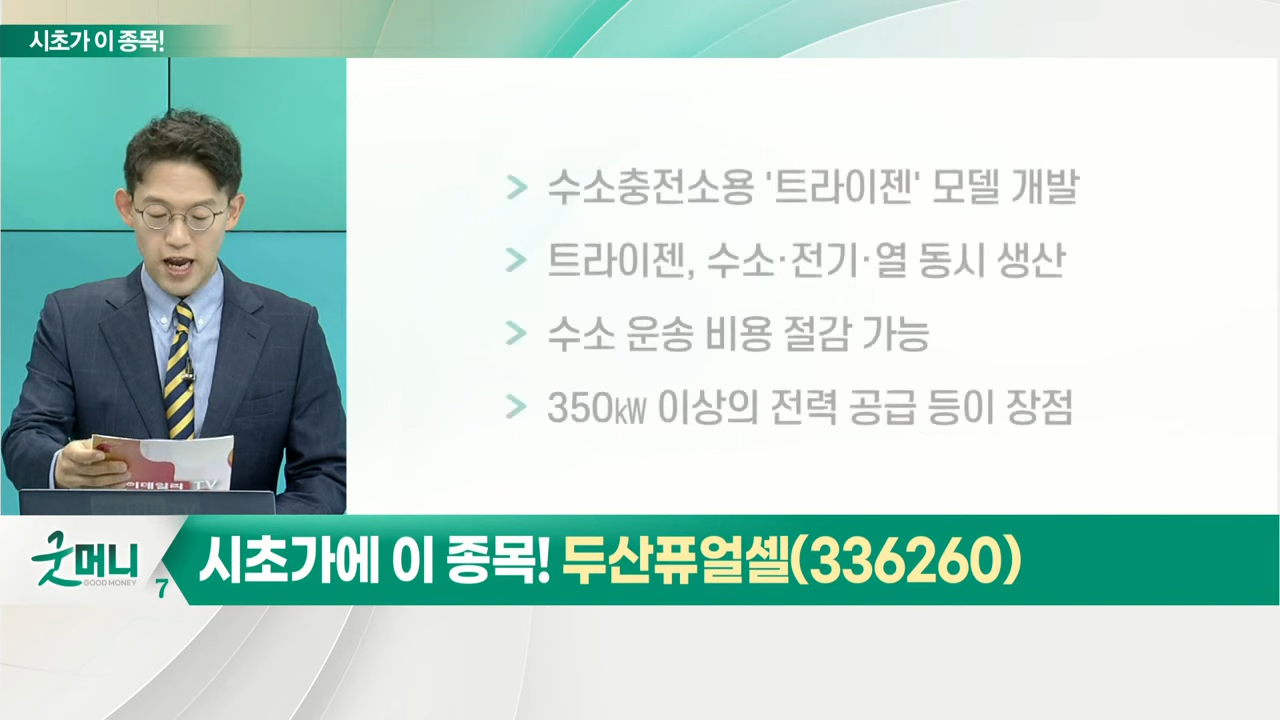 시초가 이 종목!
> 수소충전소용 '트라이젠' 모델 개발
> 트라이젠, 수소·전기·열 동시 생산
> 수소 운송 비용 절감 가능
> 350㎾ 이상의 전력 공급 등이 장점
이데일리 TV
굿머니
GOOD MONEY
7
시초가에 이 종목! 두산퓨얼셀(336260)